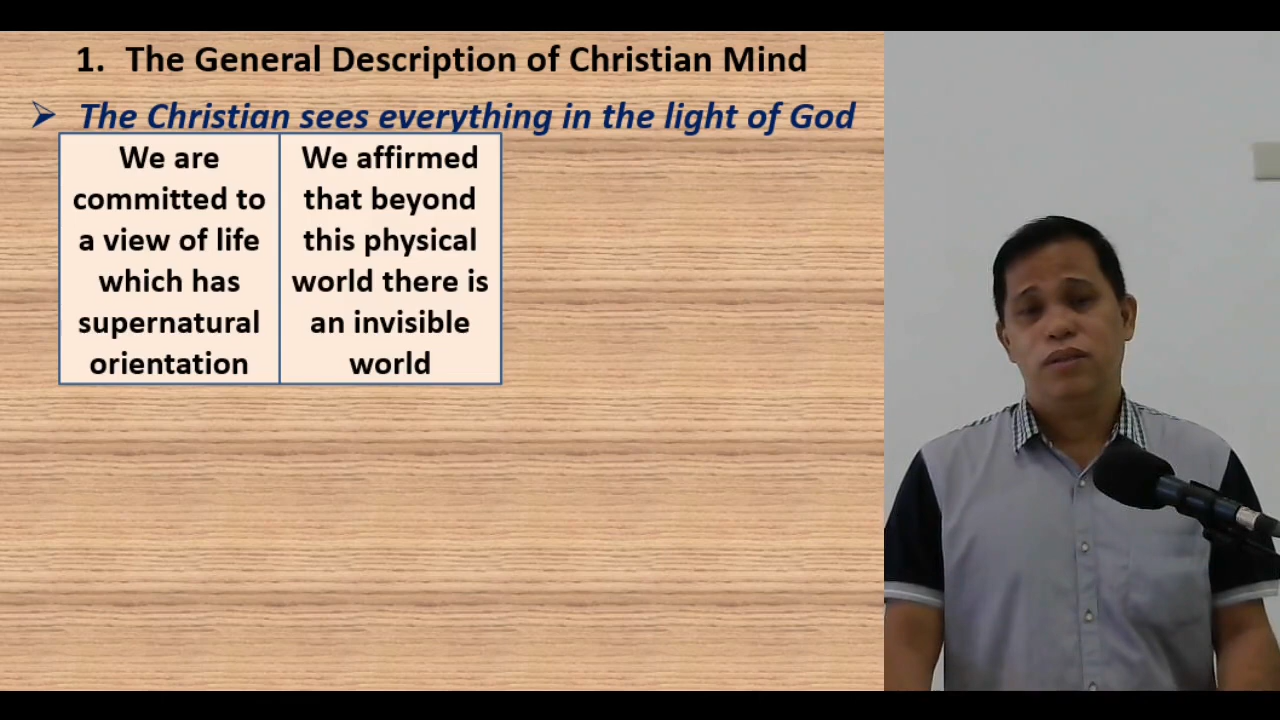 1. The General Description of Christian Mind
➢ The Christian sees everything in the light of God
We are
committed to
a view of life
which has
supernatural
orientation
We affirmed
that beyond
this physical
world there is
an invisible
world